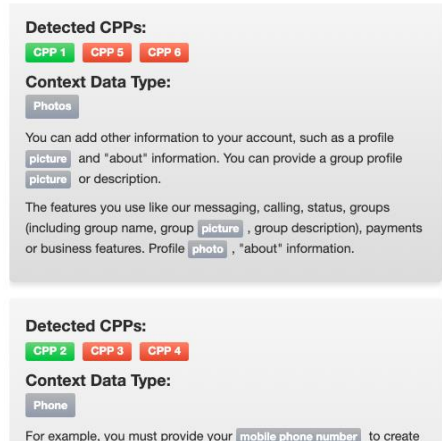 Detected CPPs:
CPP 1 CPP 5 CPP 6
Context Data Type:
Photos
You can add other information to your account, such as a profile
picture and "about" information. You can provide a group profile
picture or description.
The features you use like our messaging, calling, status, groups
(including group name, group picture , group description), payments
or business features. Profile photo , "about" information.
Detected CPPs:
CPP 2 CPP 3 CPP 4
Context Data Type:
Phone
For example, you must provide your mobile phone number to create